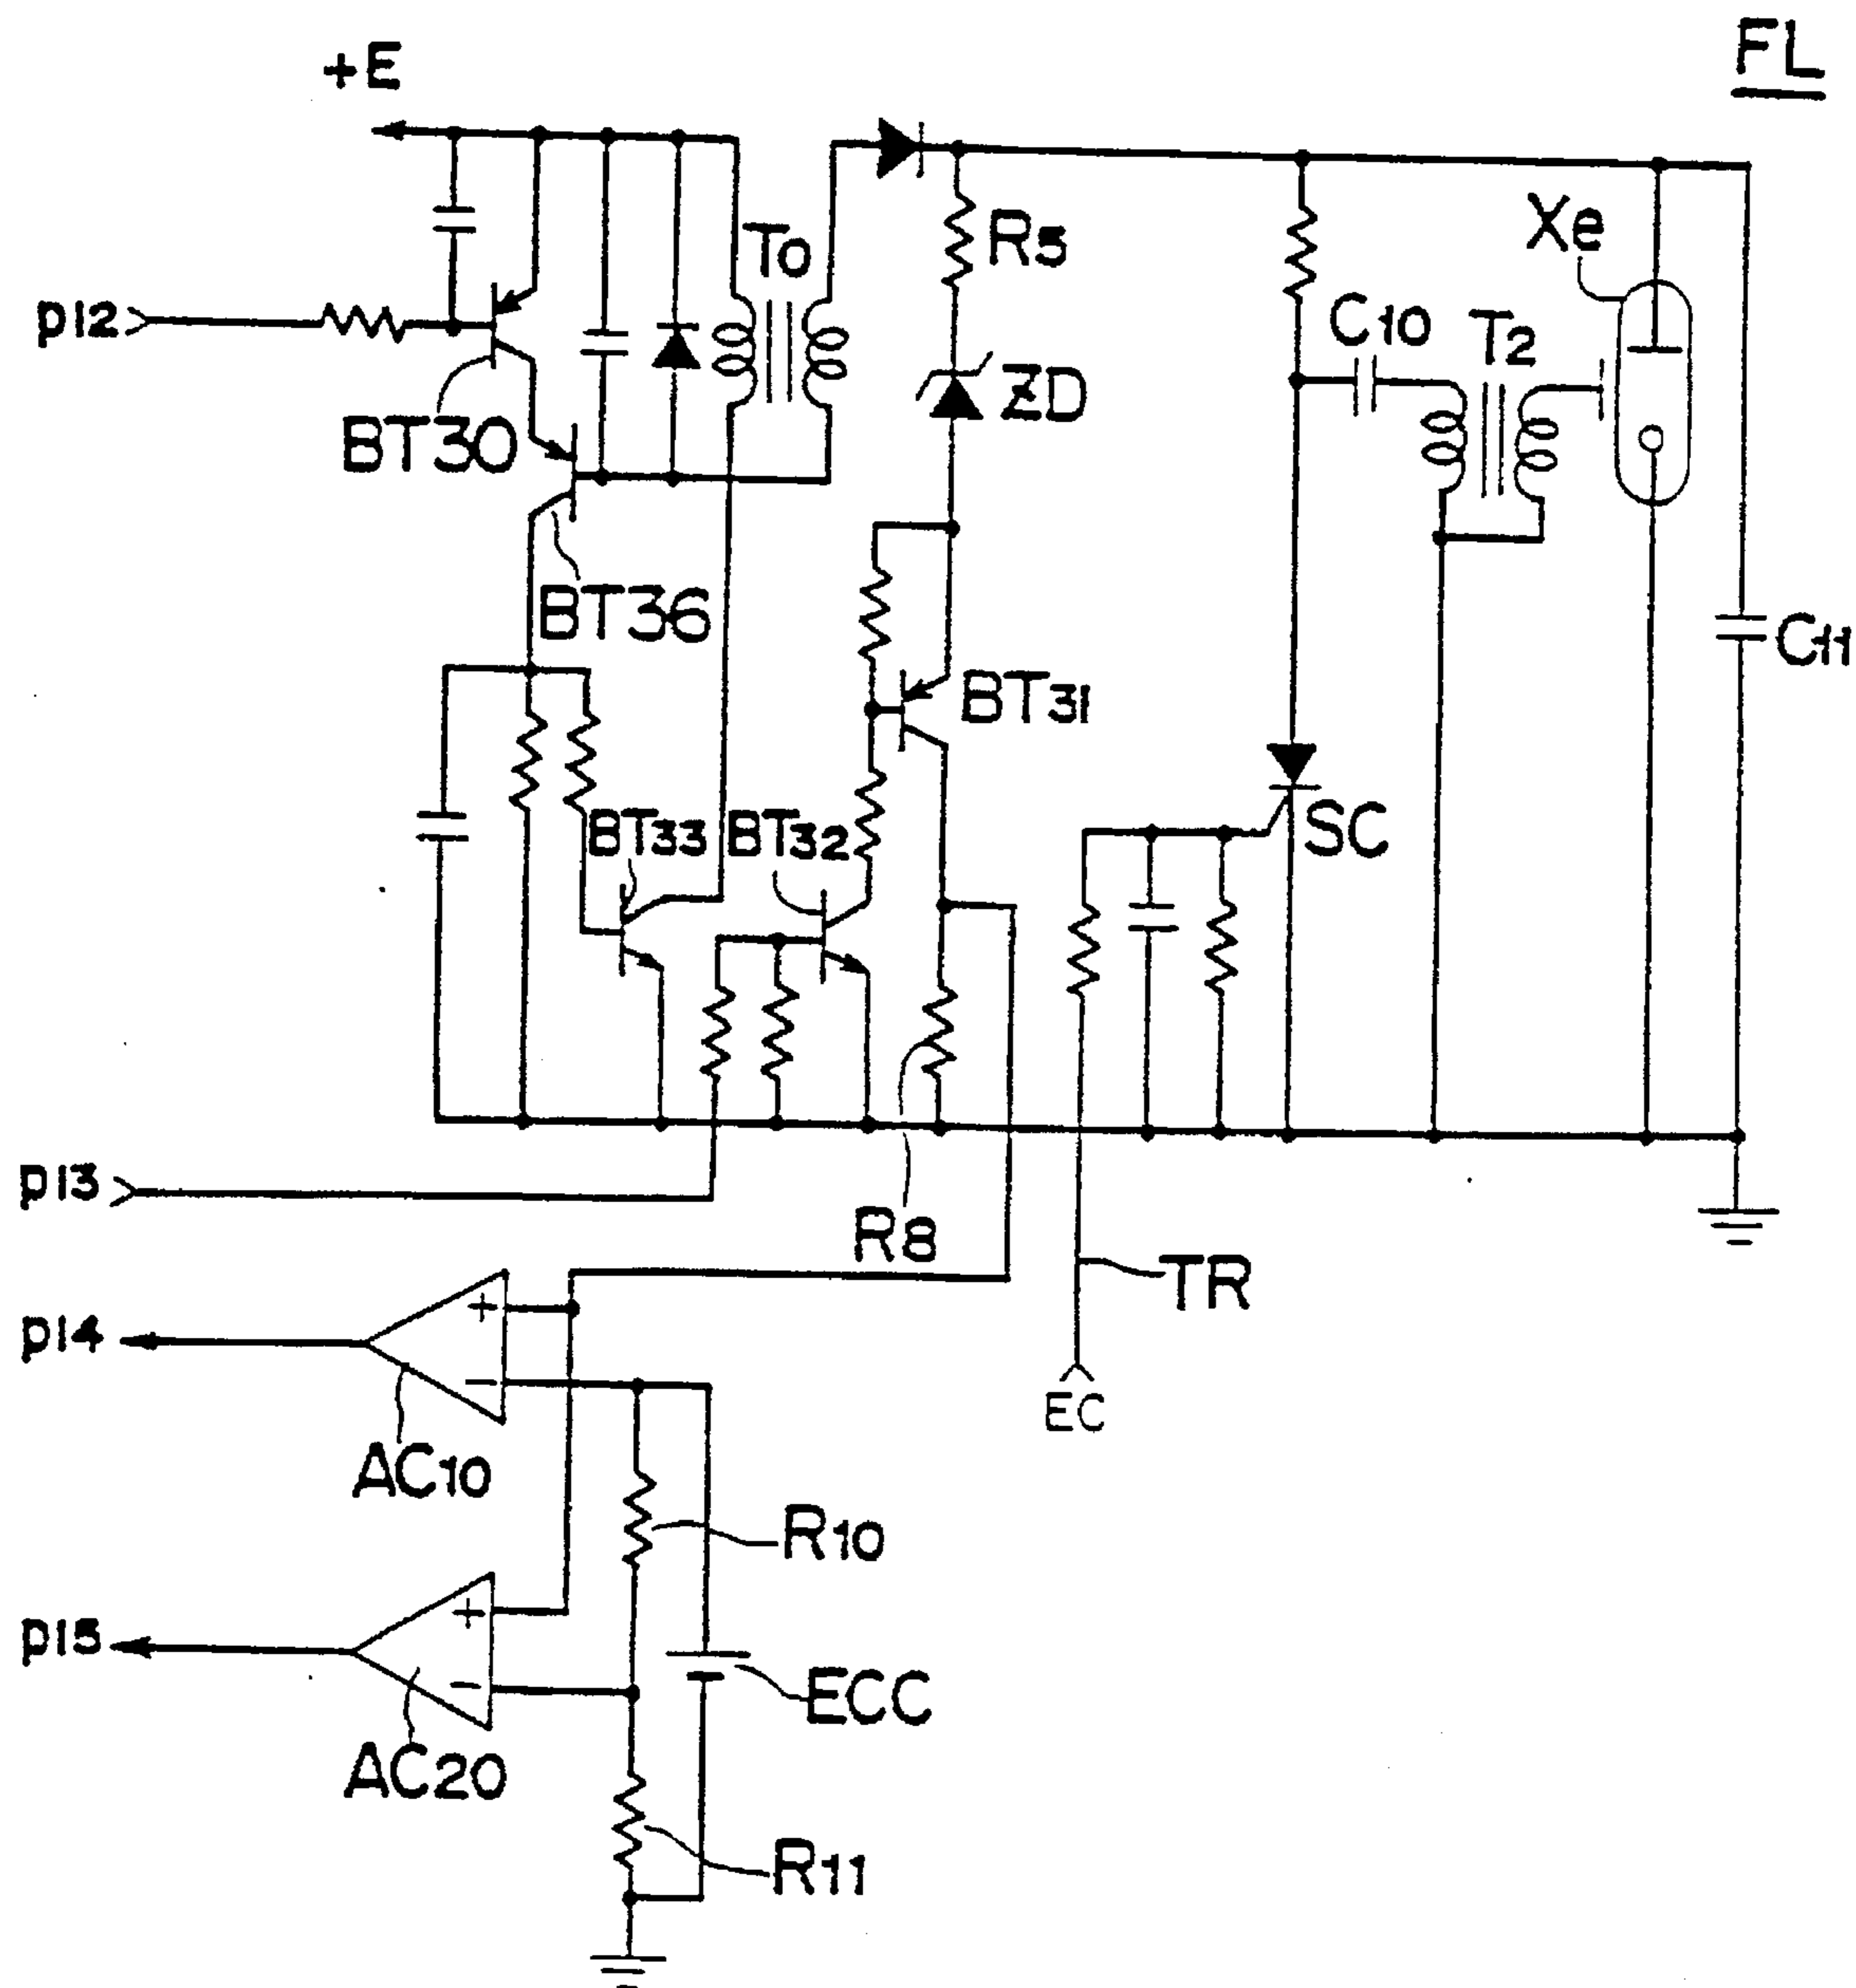 FL
+E
Xe
R5
T0
p12
C10
T2
ZD
BT30
BT36
C11
BT31
BT33
BT32
SC
p13
R8
TR
+
p14
−
EC
AC10
R10
+
p15
−
ECC
AC20
R11